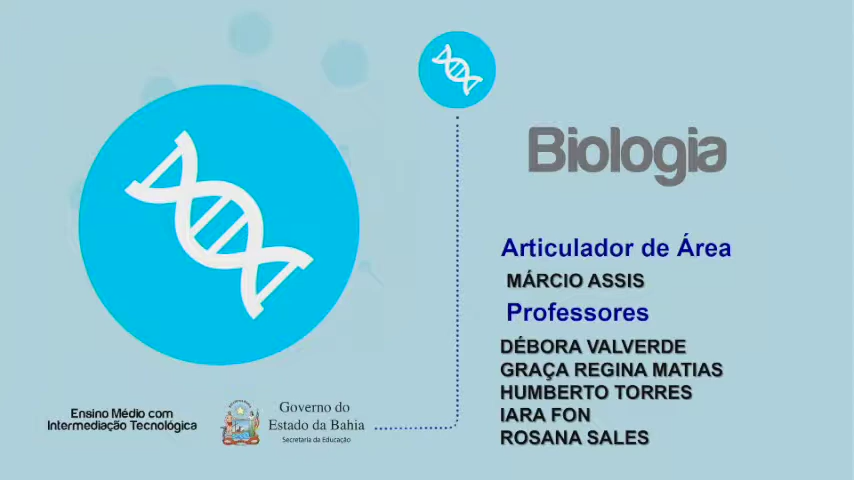 Biologia
Articulador de Área
MÁRCIO ASSIS
Professores
DÉBORA VALVERDE
GRAÇA REGINA MATIAS
HUMBERTO TORRES
IARA FON
ROSANA SALES
Ensino Médio com
Intermediação Tecnológica
Governo do
Estado da Bahia
Secretaria da Educação